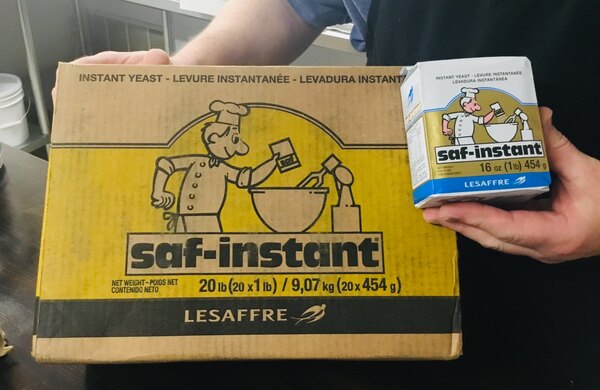 INSTANT YEAST - LEVURE INSTANTANÉE - LEVADURA INSTANT
saf
saf-instant
NET WEIGHT - POIDS NET
CONTENIDO NETO
20 lb (20 x 1 lb) / 9,07 kg (20 x 454 g)
LESAFFRE
INSTANT YEAST - LEVURE INSTANTANÉE
LEVADURA INSTANTÁNEA
saf-instant
16 oz (1 lb) 454 g
LESAFFRE